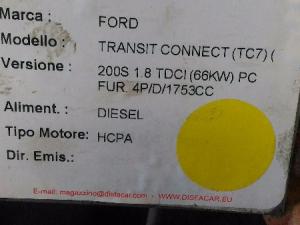 Marca : FORD
Modello : TRANSIT CONNECT (TC7) (
Versione : 200S 1.8 TDCI (66KW) PC
FUR. 4P/D/1753CC
Aliment. : DIESEL
Tipo Motore: HCPA
Dir. Emis.:
E-mail: magazzino@disfacar.com - WWW.DISFACAR.EU